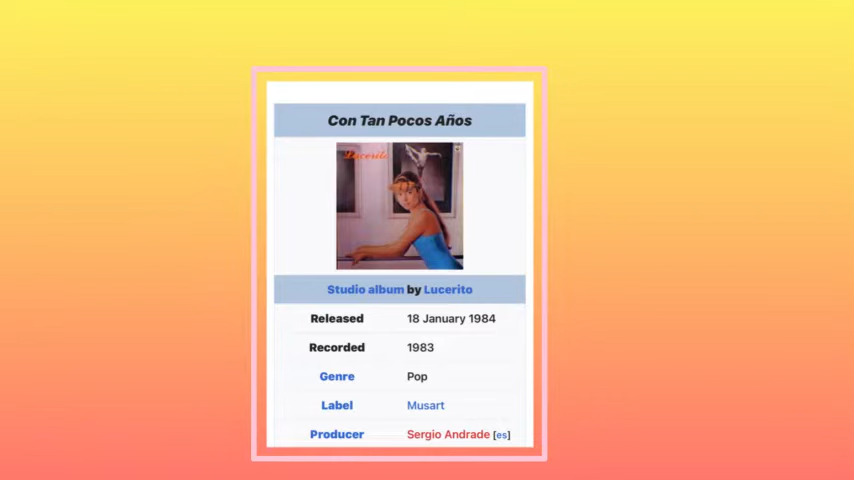 Con Tan Pocos Años
Lucerito
Studio album by Lucerito
Released 18 January 1984
Recorded 1983
Genre Pop
Label Musart
Producer Sergio Andrade [es]